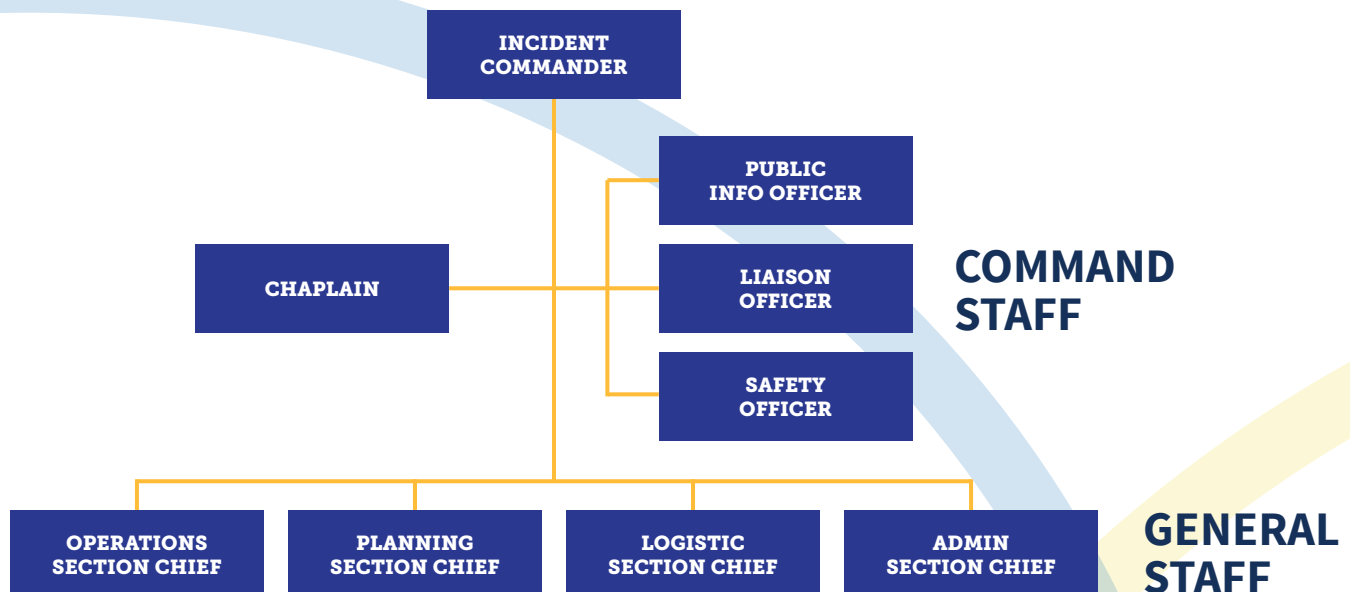 INCIDENT
COMMANDER
PUBLIC
INFO OFFICER
CHAPLAIN
LIAISON
OFFICER
COMMAND
STAFF
SAFETY
OFFICER
OPERATIONS
SECTION CHIEF
PLANNING
SECTION CHIEF
LOGISTIC
SECTION CHIEF
ADMIN
SECTION CHIEF
GENERAL
STAFF